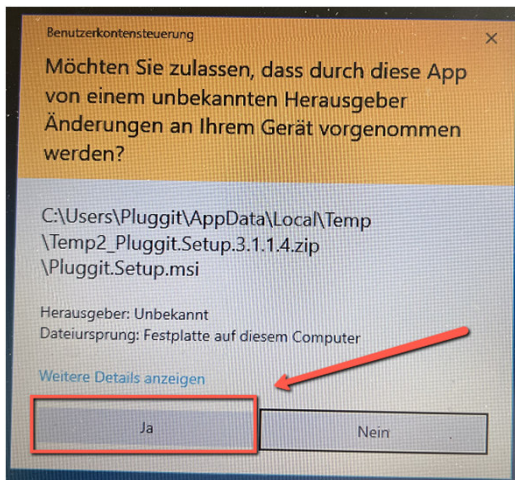 Benutzerkontensteuerung
Möchten Sie zulassen, dass durch diese App
von einem unbekannten Herausgeber
Änderungen an Ihrem Gerät vorgenommen
werden?
C:\Users\Pluggit\AppData\Local\Temp
\Temp2_Pluggit.Setup.3.1.1.4.zip
\Pluggit.Setup.msi
Herausgeber: Unbekannt
Dateiursprung: Festplatte auf diesem Computer
Weitere Details anzeigen
Ja
Nein